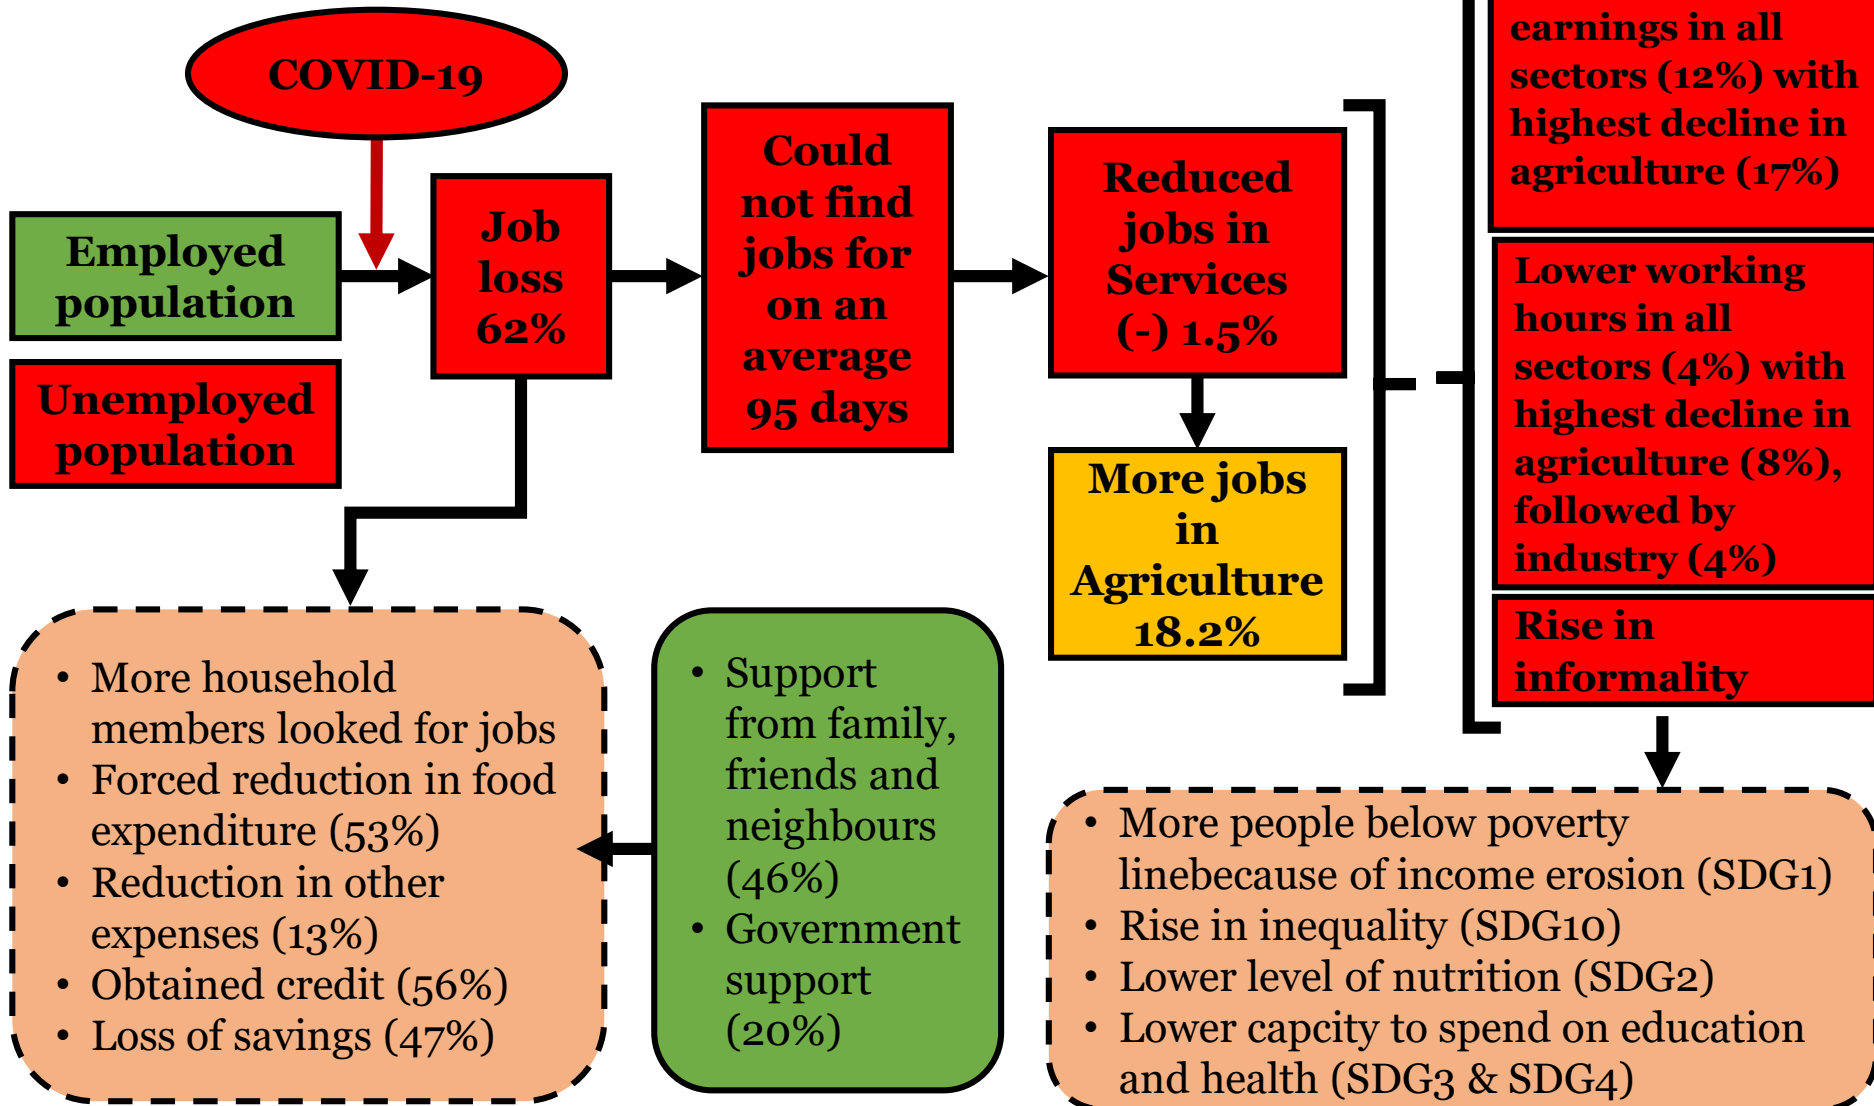 COVID-19
Employed
population
Unemployed
population
Job
loss
62%
Could
not find
jobs for
on an
average
95 days
Reduced
jobs in
Services
(-) 1.5%
More jobs
in
Agriculture
18.2%
earnings in all
sectors (12%) with
highest decline in
agriculture (17%)
Lower working
hours in all
sectors (4%) with
highest decline in
agriculture (8%),
followed by
industry (4%)
Rise in
informality
• More household
members looked for jobs
• Forced reduction in food
expenditure (53%)
• Reduction in other
expenses (13%)
• Obtained credit (56%)
• Loss of savings (47%)
• Support
from family,
friends and
neighbours
(46%)
• Government
support
(20%)
• More people below poverty
linebecause of income erosion (SDG1)
• Rise in inequality (SDG10)
• Lower level of nutrition (SDG2)
• Lower capcity to spend on education
and health (SDG3 & SDG4)